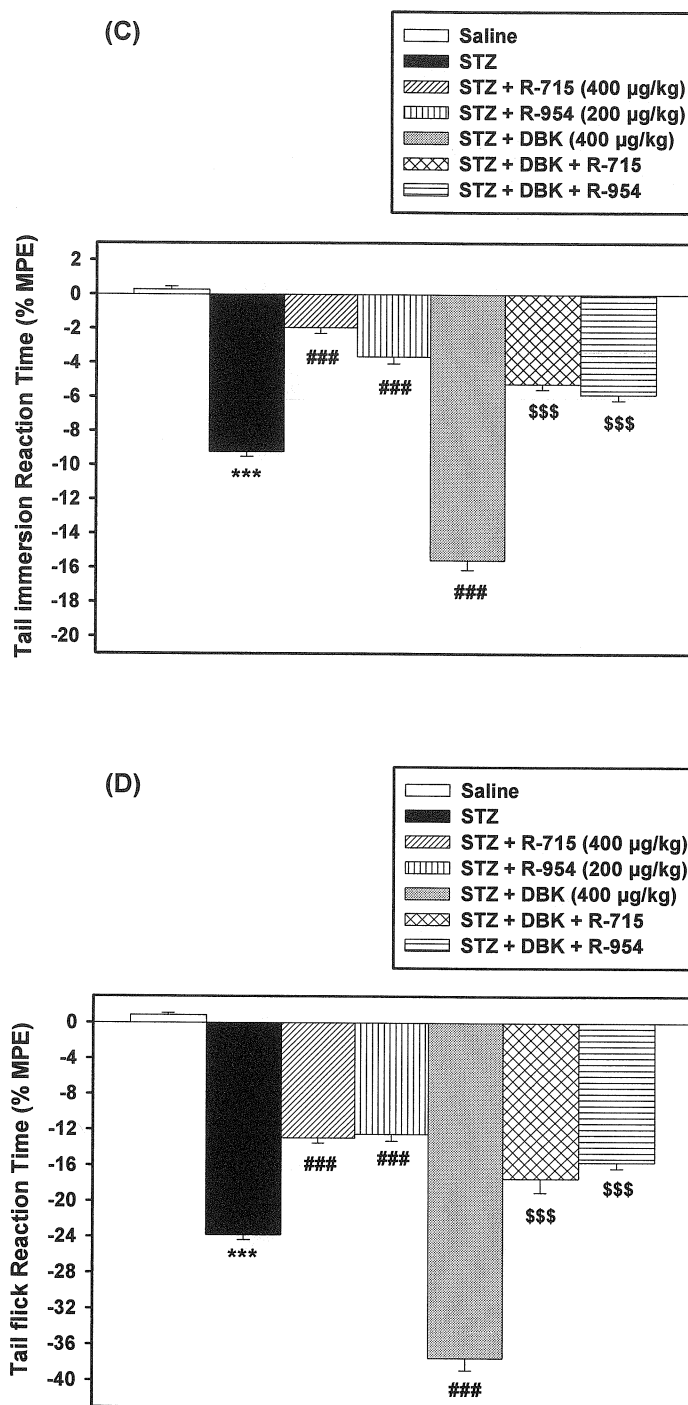 (C)
Saline
STZ
STZ + R-715 (400 µg/kg)
STZ + R-954 (200 µg/kg)
STZ + DBK (400 µg/kg)
STZ + DBK + R-715
STZ + DBK + R-954
Tail immersion Reaction Time (% MPE)
2
0
-2
-4
-6
-8
-10
-12
-14
-16
-18
-20
***
###
###
###
$$$
$$$
(D)
Saline
STZ
STZ + R-715 (400 µg/kg)
STZ + R-954 (200 µg/kg)
STZ + DBK (400 µg/kg)
STZ + DBK + R-715
STZ + DBK + R-954
Tail flick Reaction Time (% MPE)
0
-4
-8
-12
-16
-20
-24
-28
-32
-36
-40
***
###
###
###
$$$
$$$